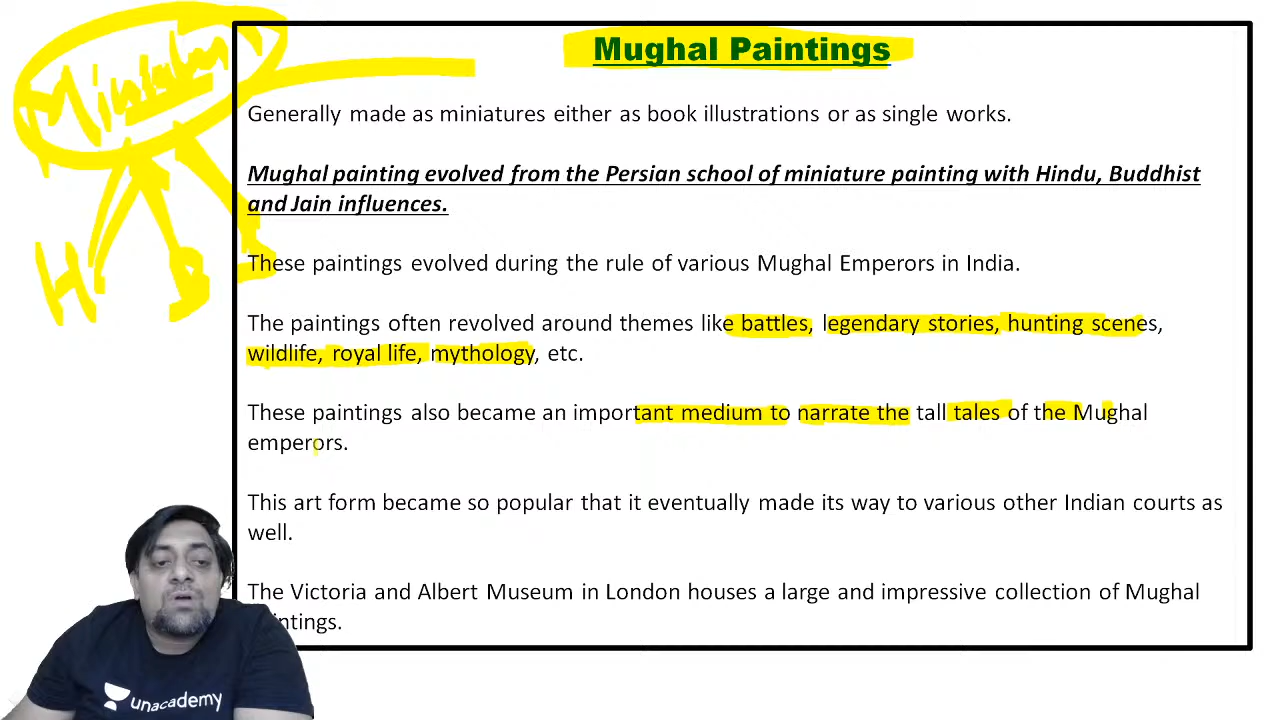 Mughal Paintings
Miniature
Generally made as miniatures either as book illustrations or as single works.
Mughal painting evolved from the Persian school of miniature painting with Hindu, Buddhist
and Jain influences.
H
B
J
These paintings evolved during the rule of various Mughal Emperors in India.
The paintings often revolved around themes like battles, legendary stories, hunting scenes,
wildlife, royal life, mythology, etc.
These paintings also became an important medium to narrate the tall tales of the Mughal
emperors.
This art form became so popular that it eventually made its way to various other Indian courts as
well.
The Victoria and Albert Museum in London houses a large and impressive collection of Mughal
intings.
unacademy